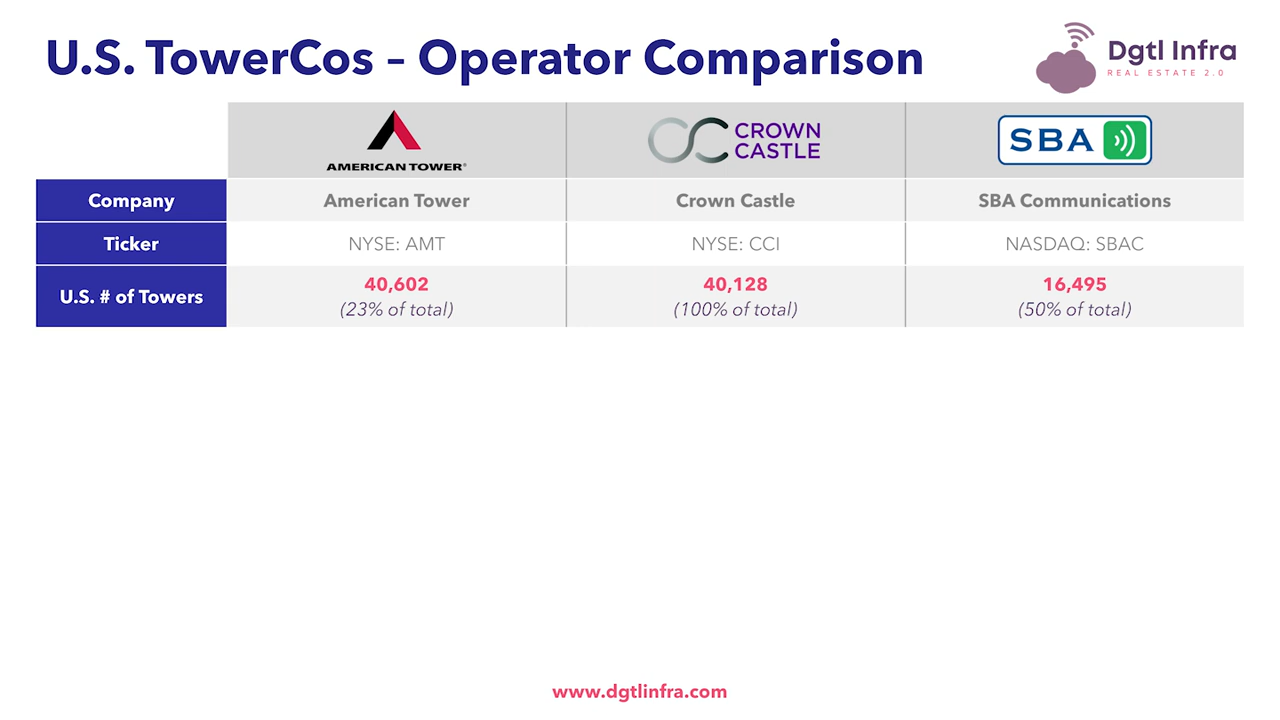 U.S. TowerCos – Operator Comparison
Dgtl Infra
REAL ESTATE 2.0
AMERICAN TOWER®
CROWN
CASTLE
SBA
Company
American Tower
Crown Castle
SBA Communications
Ticker
NYSE: AMT
NYSE: CCI
NASDAQ: SBAC
U.S. # of Towers
40,602
(23% of total)
40,128
(100% of total)
16,495
(50% of total)
www.dgtlinfra.com